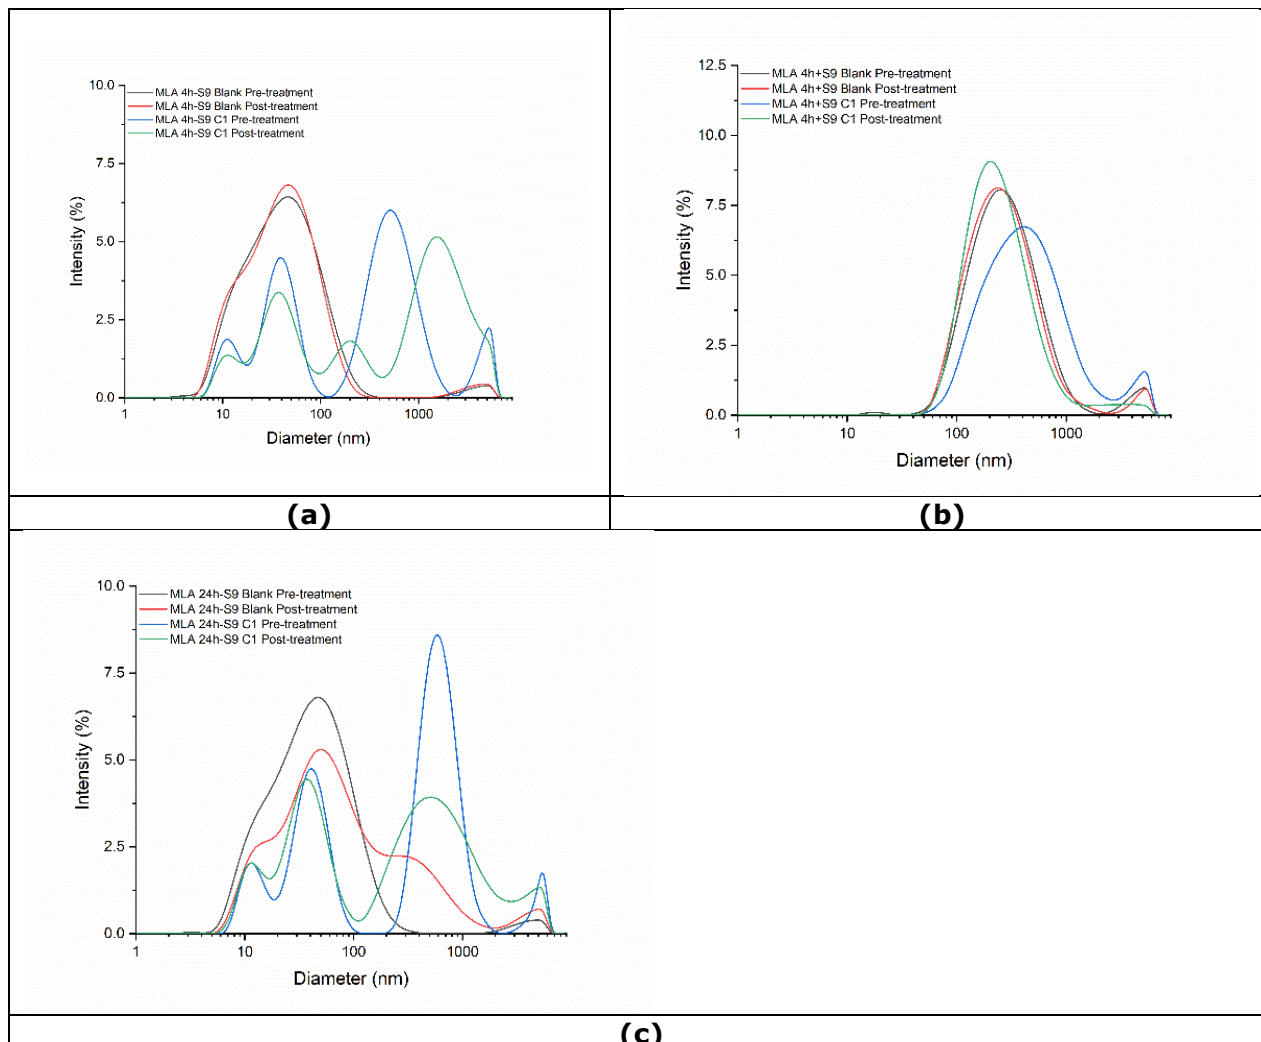 10.0
7.5
5.0
2.5
0.0
Intensity (%)
MLA 4h-S9 Blank Pre-treatment
MLA 4h-S9 Blank Post-treatment
MLA 4h-S9 C1 Pre-treatment
MLA 4h-S9 C1 Post-treatment
1 10 100 1000
Diameter (nm)
12.5
10.0
7.5
5.0
2.5
0.0
Intensity (%)
MLA 4h+S9 Blank Pre-treatment
MLA 4h+S9 Blank Post-treatment
MLA 4h+S9 C1 Pre-treatment
MLA 4h+S9 C1 Post-treatment
1 10 100 1000
Diameter (nm)
(a)
(b)
10.0
7.5
5.0
2.5
0.0
Intensity (%)
MLA 24h-S9 Blank Pre-treatment
MLA 24h-S9 Blank Post-treatment
MLA 24h-S9 C1 Pre-treatment
MLA 24h-S9 C1 Post-treatment
1 10 100 1000
Diameter (nm)
(c)